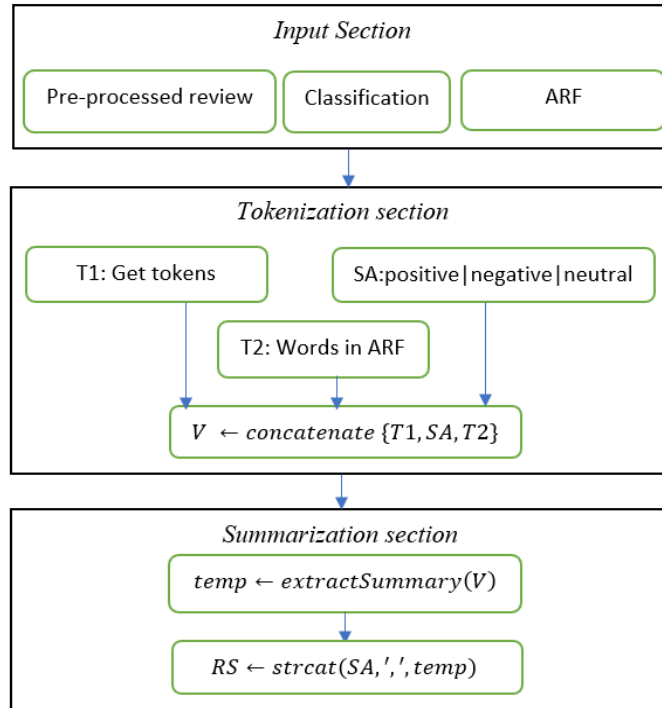 Input Section
Pre-processed review
Classification
ARF
Tokenization section
T1: Get tokens
SA:positive|negative|neutral
T2: Words in ARF
V ← concatenate {T1, SA, T2}
Summarization section
temp ← extractSummary(V)
RS ← strcat(SA,′,′, temp)